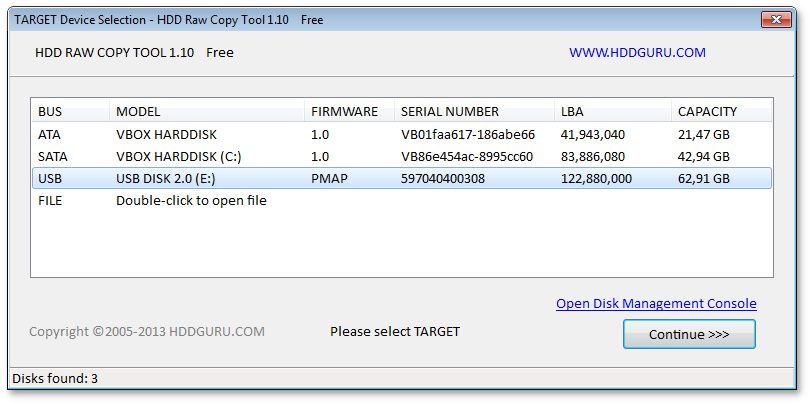 TARGET Device Selection - HDD Raw Copy Tool 1.10 Free
HDD RAW COPY TOOL 1.10 Free WWW.HDDGURU.COM
BUS MODEL FIRMWARE SERIAL NUMBER LBA CAPACITY
ATA VBOX HARDDISK 1.0 VB01faa617-186abe66 41,943,040 21,47 GB
SATA VBOX HARDDISK (C:) 1.0 VB86e454ac-8995cc60 83,886,080 42,94 GB
USB USB DISK 2.0 (E:) PMAP 597040400308 122,880,000 62,91 GB
FILE Double-click to open file
Open Disk Management Console
Copyright ©2005-2013 HDDGURU.COM Please select TARGET Continue >>>
Disks found: 3